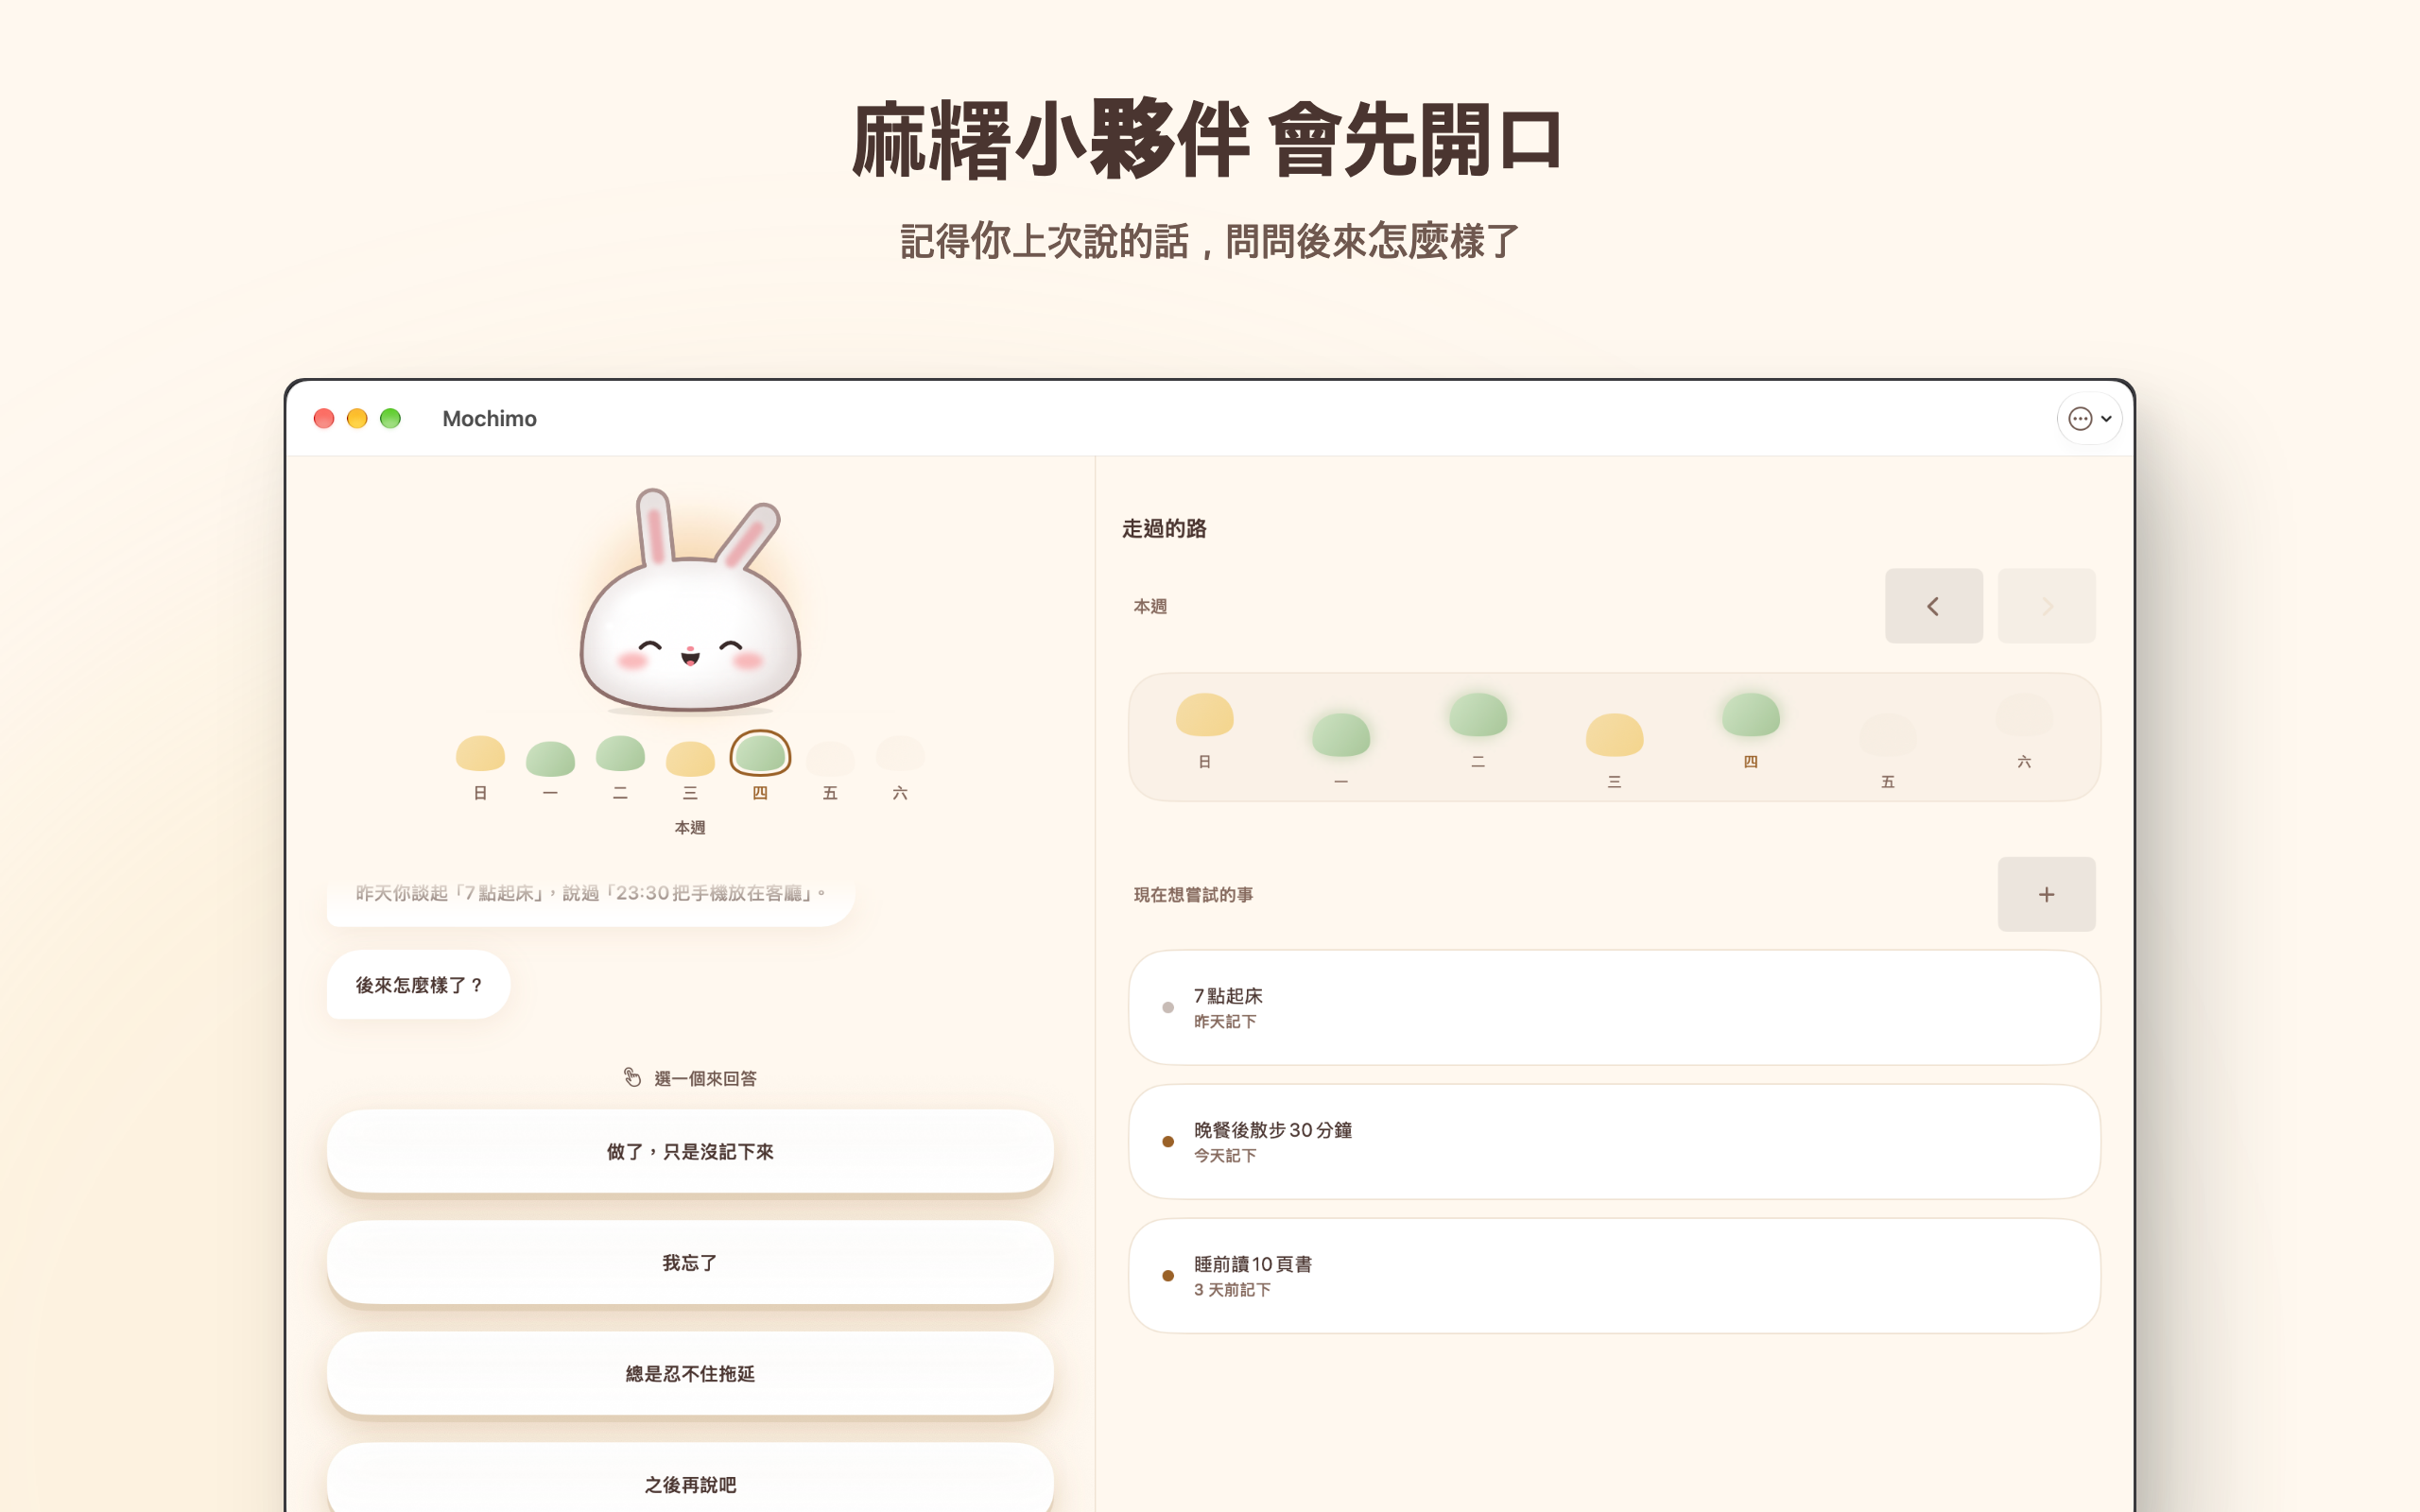 麻糬小夥伴 會先開口
記得你上次說的話，問問後來怎麼樣了
Mochimo
日 一 二 三 四 五 六
本週
昨天你談起「7點起床」，說過「23:30把手機放在客廳」。
後來怎麼樣了？
選一個來回答
做了，只是沒記下來
我忘了
總是忍不住拖延
之後再說吧
走過的路
本週
日 一 二 三 四 五 六
現在想嘗試的事
7點起床
昨天記下
晚餐後散步30分鐘
今天記下
睡前讀10頁書
3 天前記下